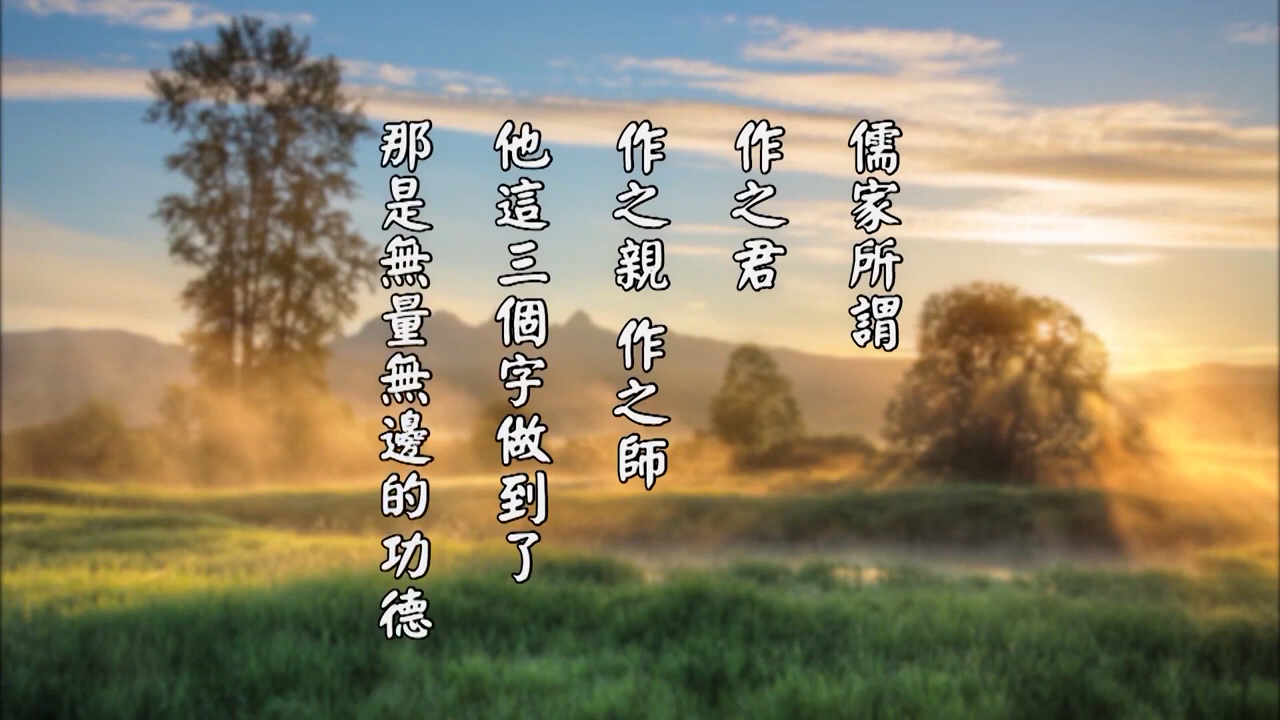 儒家所謂
作之君
作之親 作之師
他這三個字做到了
那是無量無邊的功德